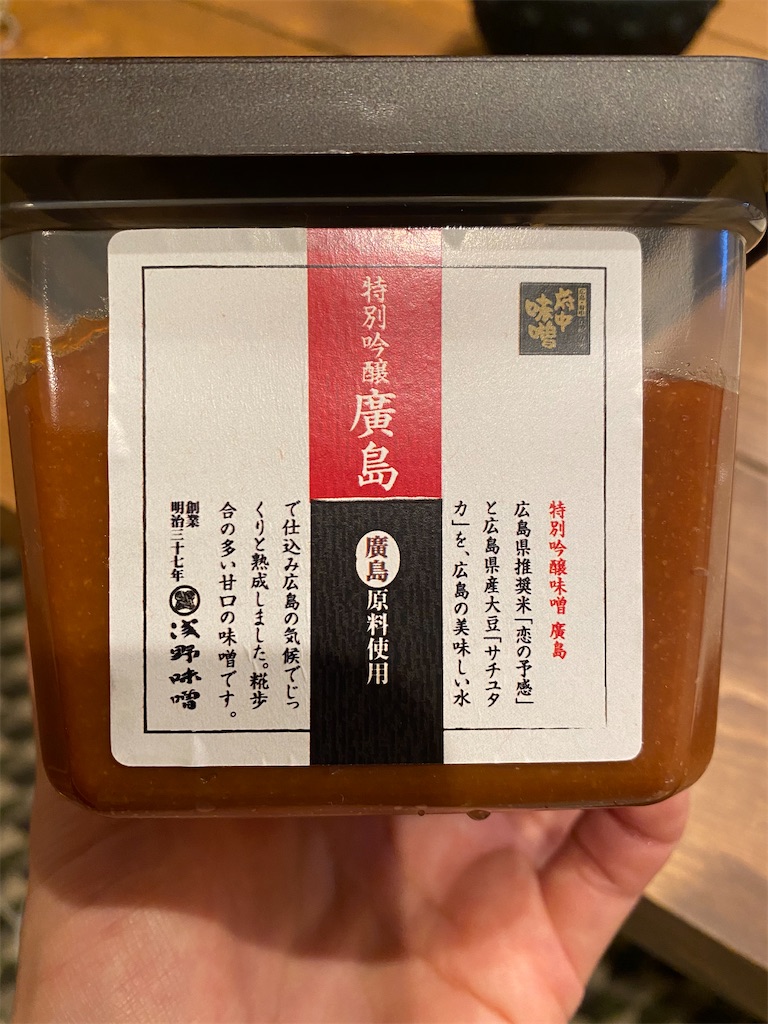 特別吟醸 廣島
廣島原料使用
府中
味噌
特別吟醸味噌 廣島
広島県推奨米「恋の予感」
と広島県産大豆「サチユタ
カ」を、広島の美味しい水
で仕込み広島の気候でじっ
くりと熟成しました。糀歩
合の多い甘口の味噌です。
創業
明治三十七年
浅野味噌